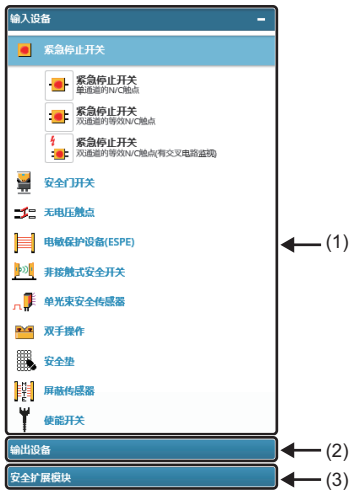 输入设备
紧急停止开关
紧急停止开关
单通道的N/C触点
紧急停止开关
双通道的等效N/C触点
紧急停止开关
双通道的等效N/C触点(有交叉电路监视)
安全门开关
无电压触点
电敏保护设备(ESPE)
(1)
非接触式安全开关
单光束安全传感器
双手操作
安全垫
屏蔽传感器
使能开关
输出设备
(2)
安全扩展模块
(3)